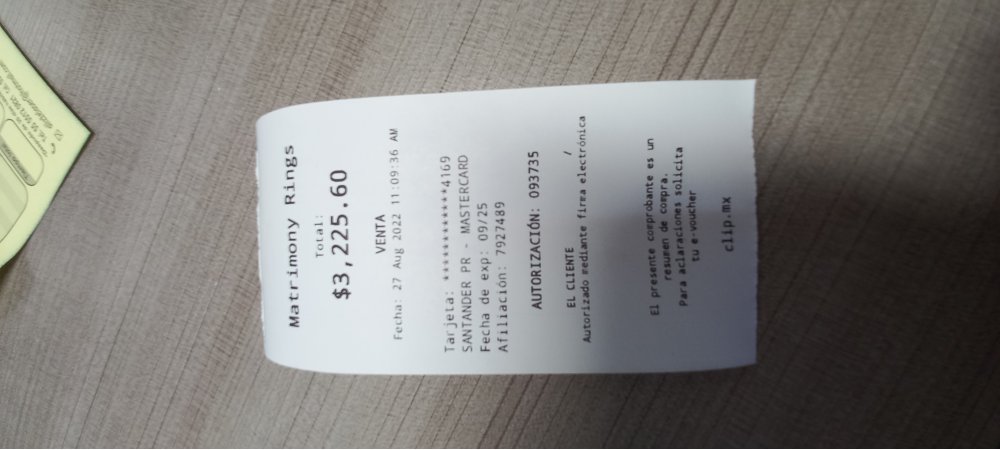 Matrimony Rings
Total:
$3,225.60
VENTA
Fecha: 27 Aug 2022 11:09:36 AM
Tarjeta: ************4169
SANTANDER PR - MASTERCARD
Fecha de exp: 09/25
Afiliación: 7927489
AUTORIZACIÓN: 093735
/
EL CLIENTE
Autorizado mediante firma electrónica
El presente comprobante es un
resumen de compra.
Para aclaraciones solicita
tu e-voucher
clip.mx